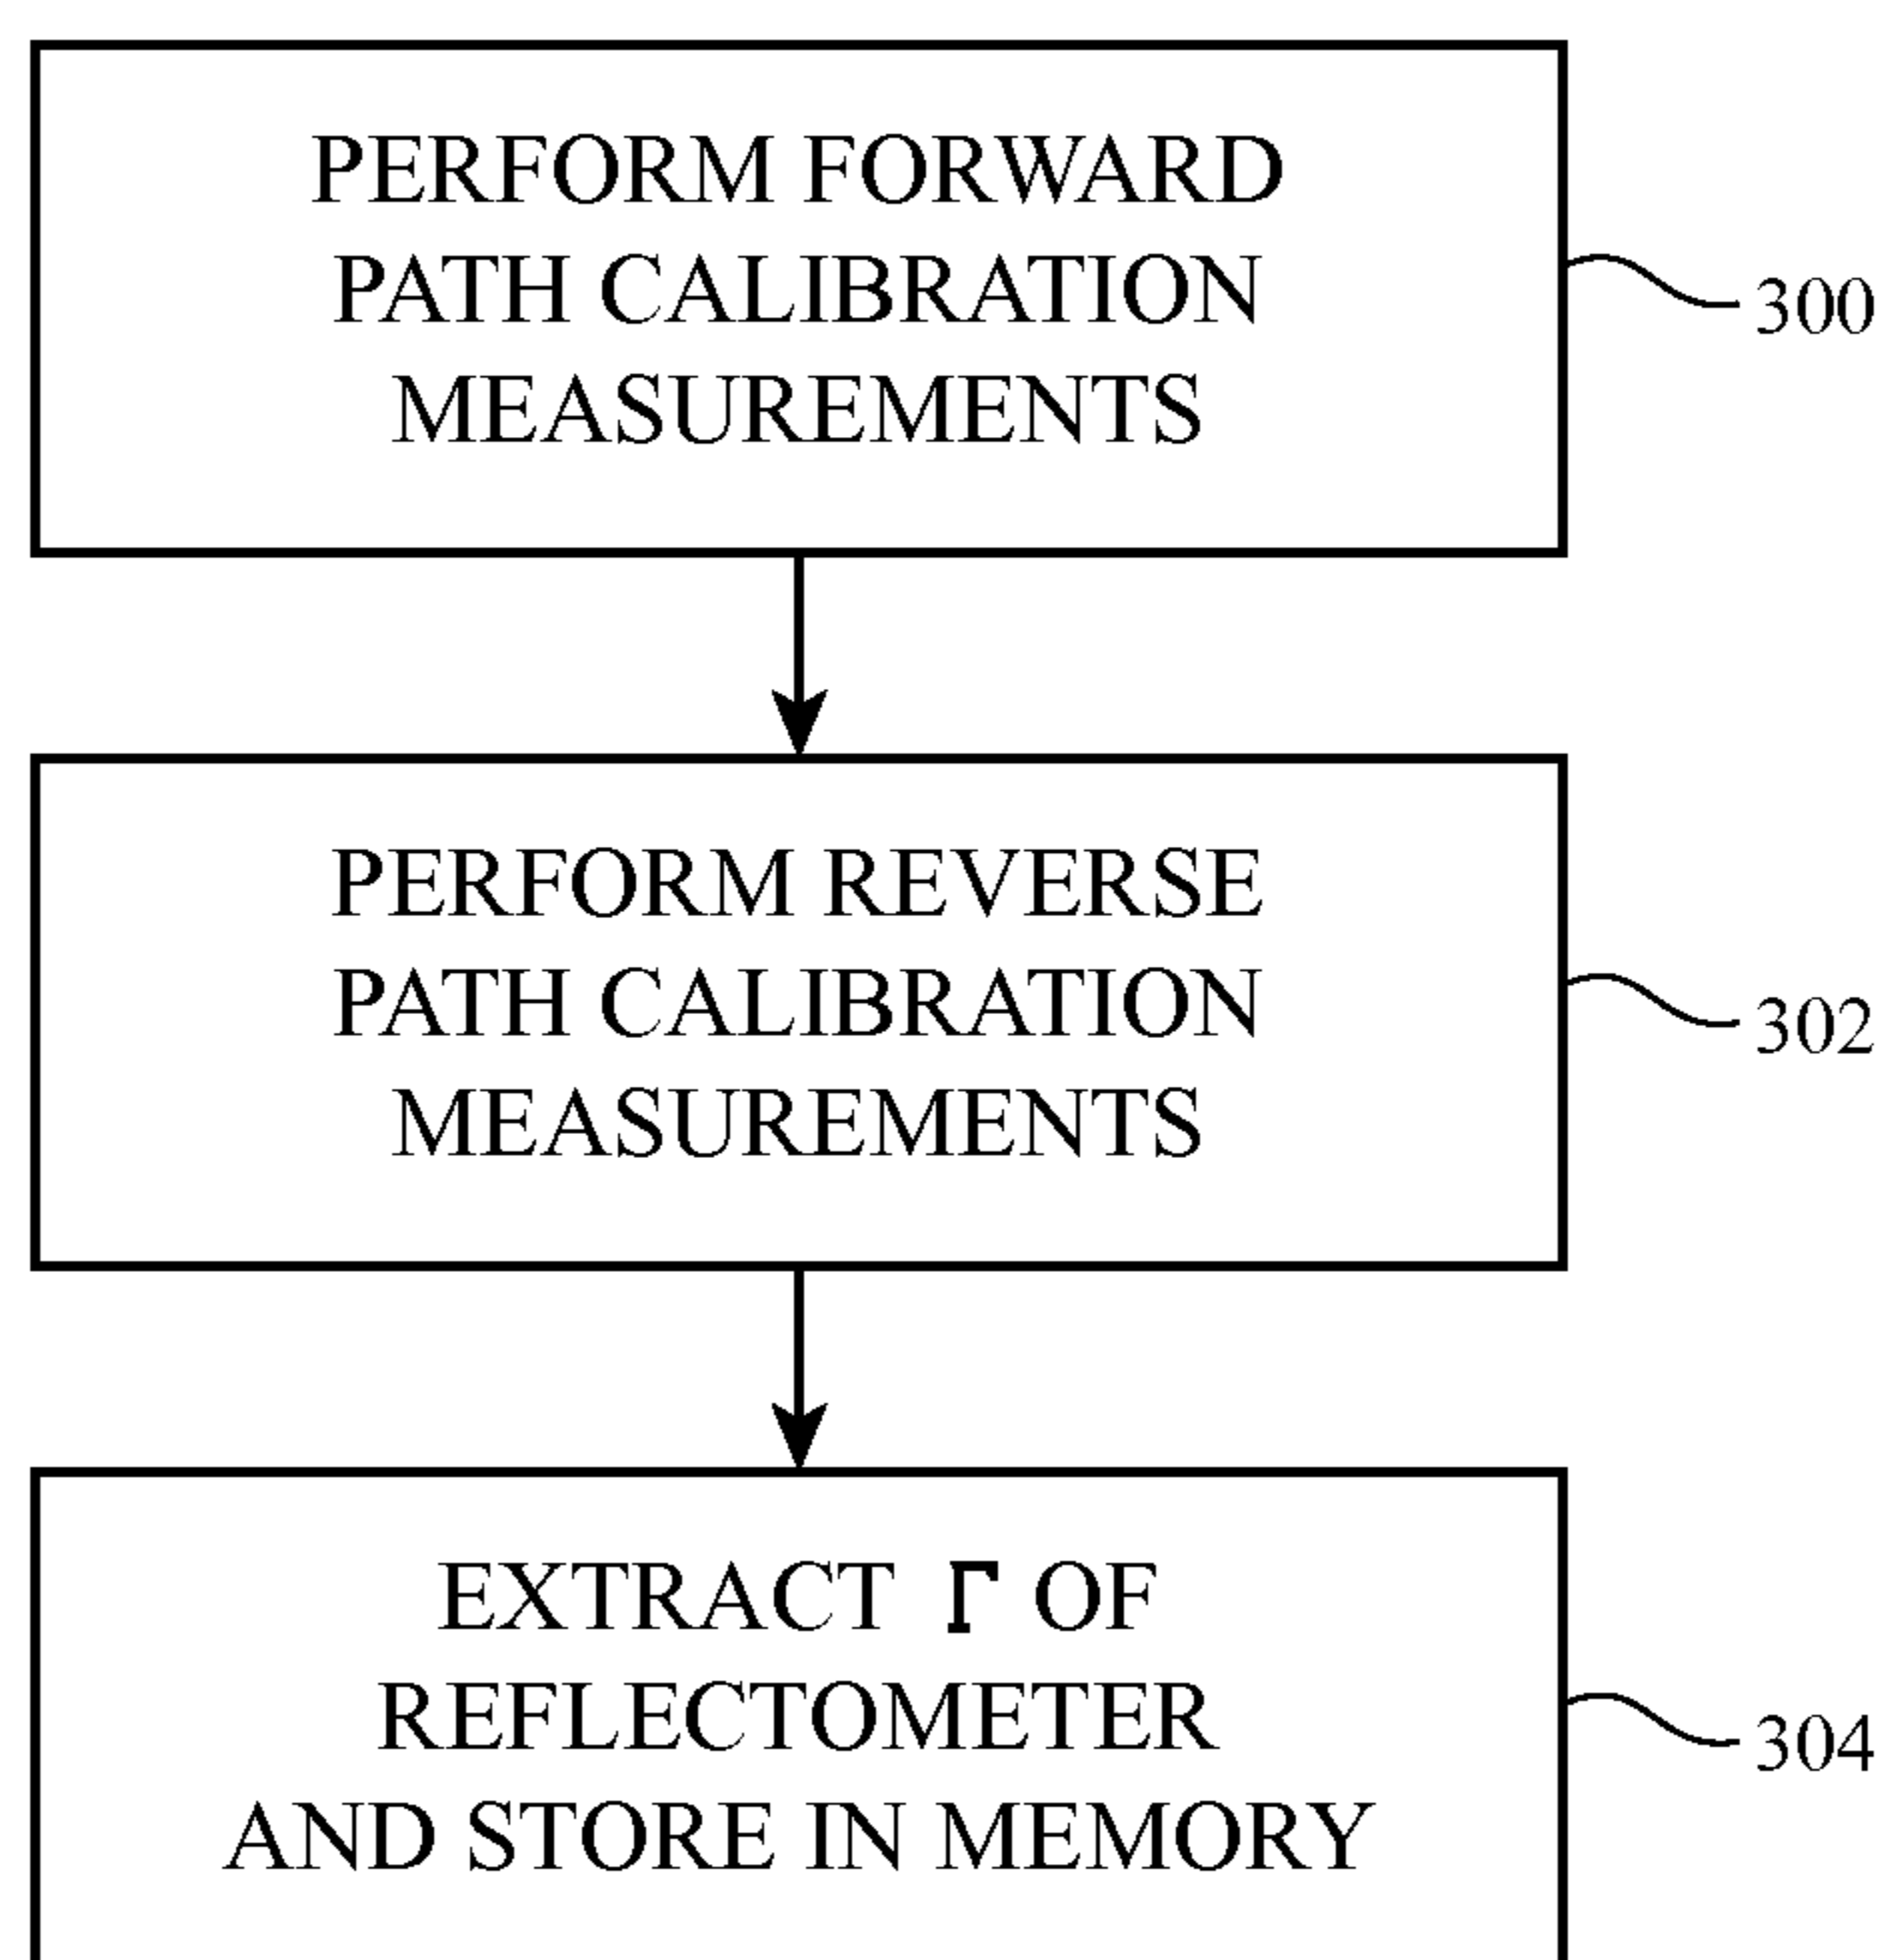 PERFORM FORWARD
PATH CALIBRATION
MEASUREMENTS
300
PERFORM REVERSE
PATH CALIBRATION
MEASUREMENTS
302
EXTRACT Γ OF
REFLECTOMETER
AND STORE IN MEMORY
304